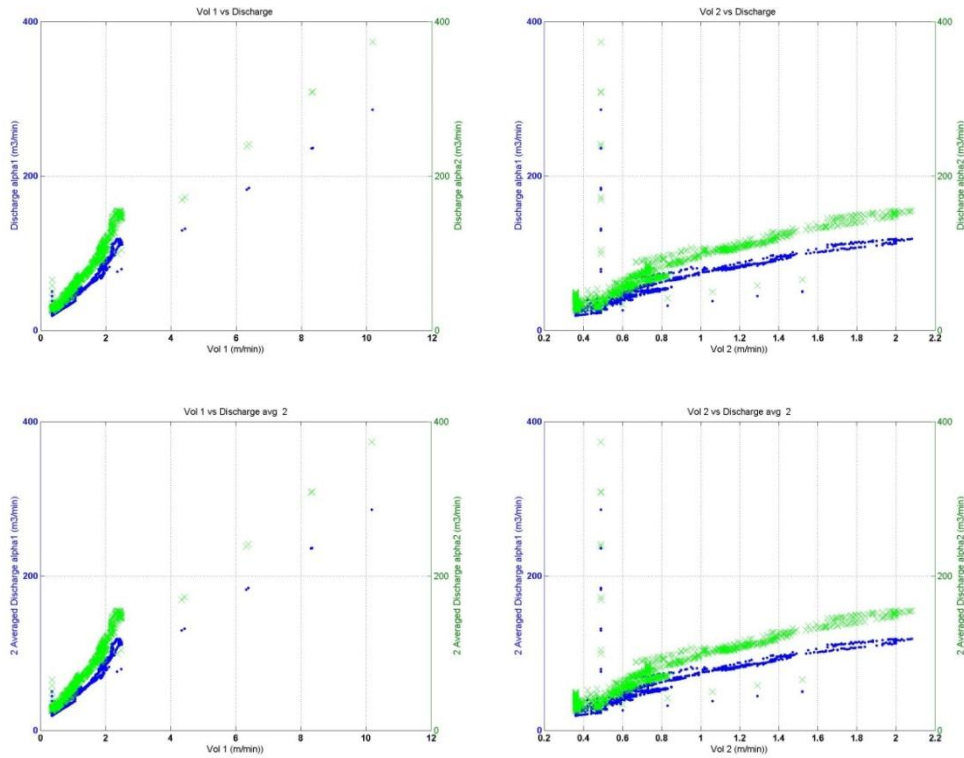 Vol 1 vs Discharge
400 400
Discharge alpha1 (m3/min)
Discharge alpha2 (m3/min)
200 200
0 0
0 2 4 6 8 10 12
Vol 1 (m/min))
Vol 2 vs Discharge
400 400
Discharge alpha1 (m3/min)
Discharge alpha2 (m3/min)
200 200
0 0
0.2 0.4 0.6 0.8 1 1.2 1.4 1.6 1.8 2 2.2
Vol 2 (m/min))
Vol 1 vs Discharge avg 2
400 400
2 Averaged Discharge alpha1 (m3/min)
2 Averaged Discharge alpha2 (m3/min)
200 200
0 0
0 2 4 6 8 10 12
Vol 1 (m/min))
Vol 2 vs Discharge avg 2
400 400
2 Averaged Discharge alpha1 (m3/min)
2 Averaged Discharge alpha2 (m3/min)
200 200
0 0
0.2 0.4 0.6 0.8 1 1.2 1.4 1.6 1.8 2 2.2
Vol 2 (m/min))